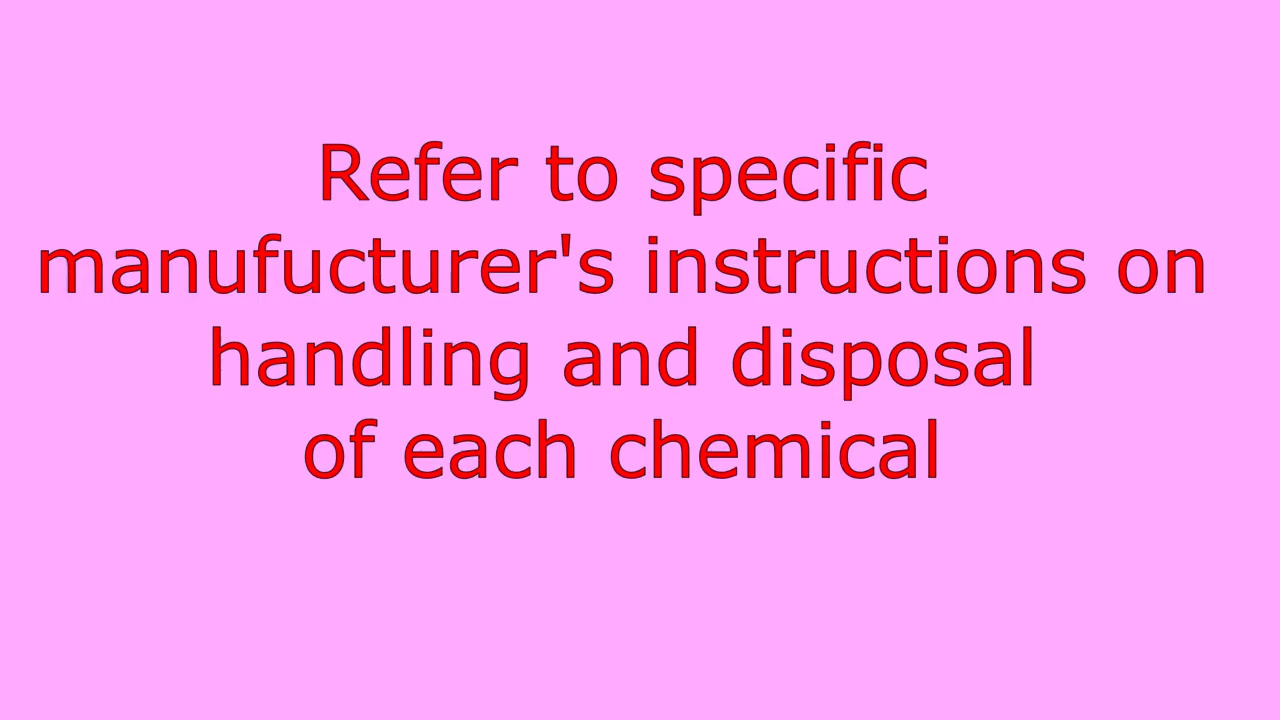 Refer to specific
manufucturer's instructions on
handling and disposal
of each chemical